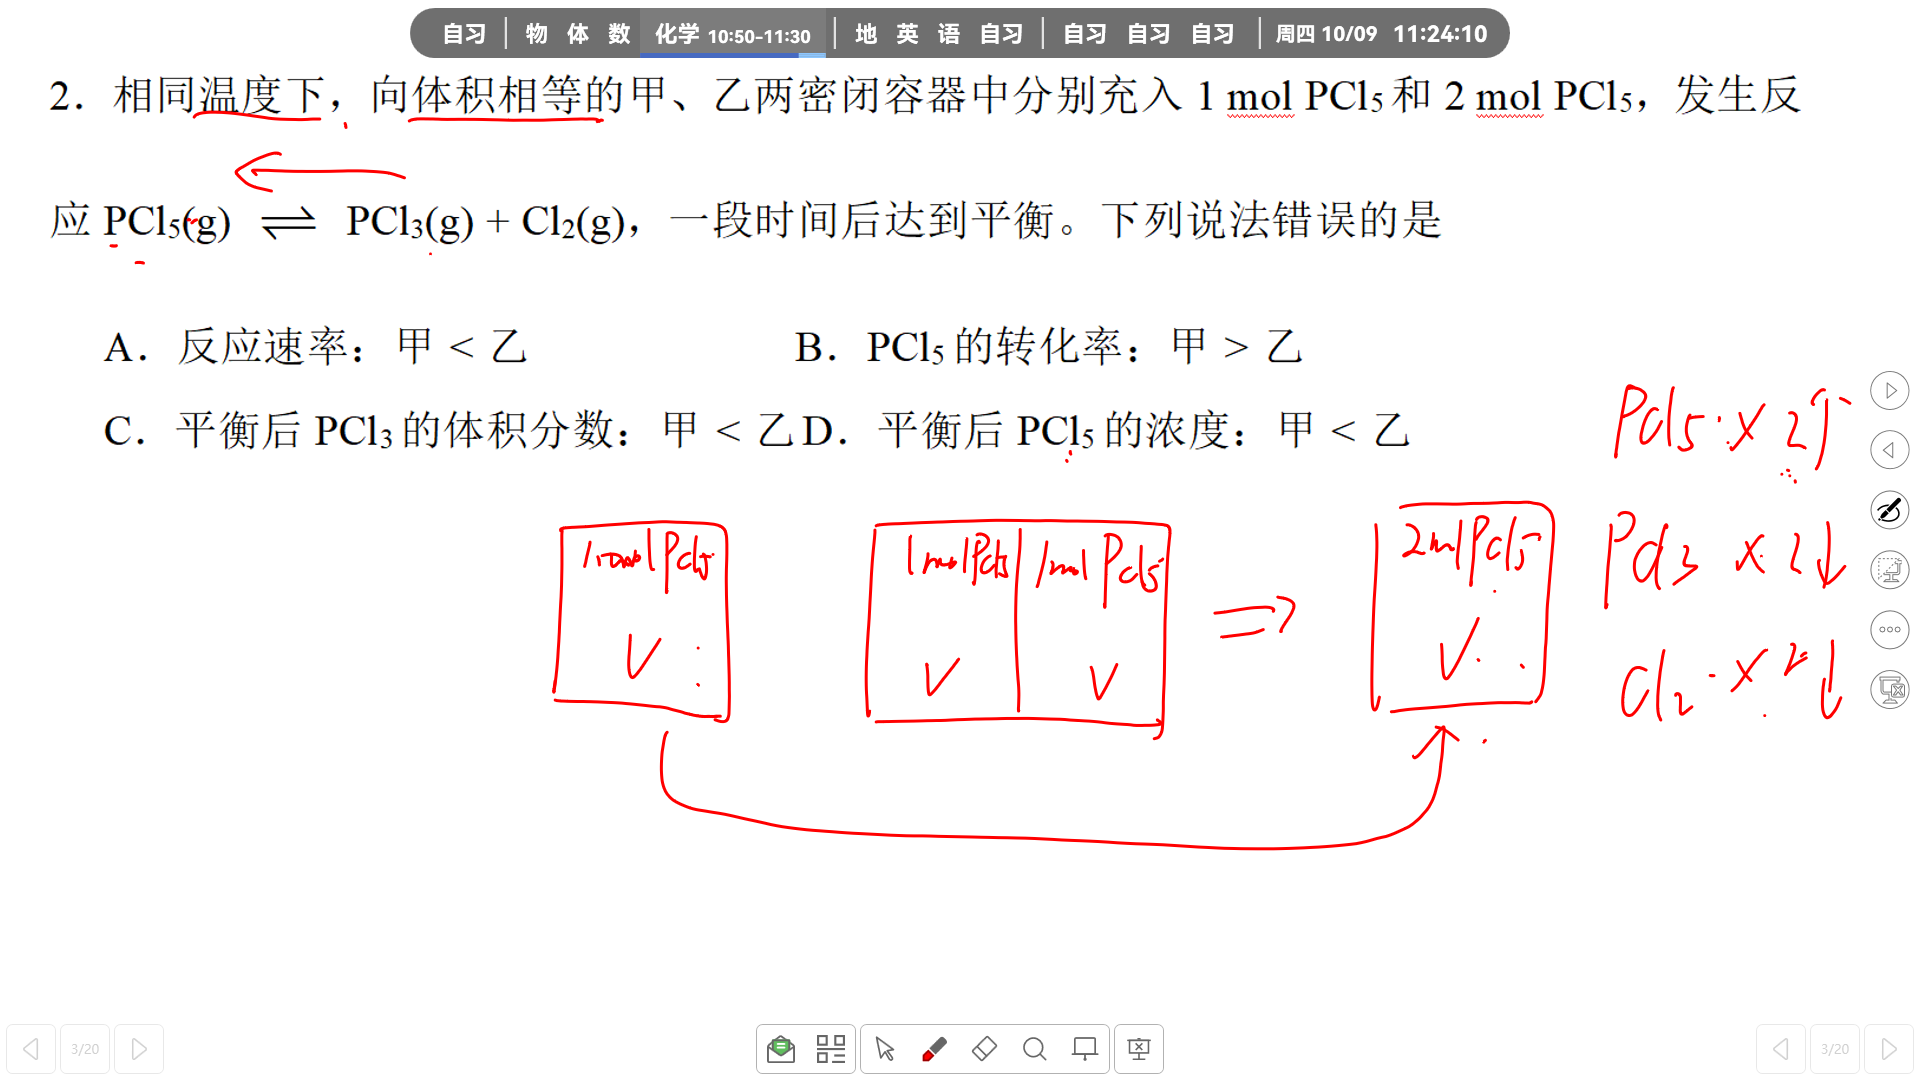 自习 | 物 体 数 化学 10:50-11:30 | 地 英 语 自习 | 自习 自习 自习 | 周四 10/09 11:24:10
2. 相同温度下，向体积相等的甲、乙两密闭容器中分别充入 1 mol PCl5和 2 mol PCl5，发生反
应 PCl5(g) ⇌ PCl3(g) + Cl2(g)，一段时间后达到平衡。下列说法错误的是
A. 反应速率：甲 < 乙 B. PCl5 的转化率：甲 > 乙
C. 平衡后 PCl3 的体积分数：甲 < 乙 D. 平衡后 PCl5 的浓度：甲 < 乙
PCl5 × 2↑
1mol PCl5 1mol PCl5 1mol PCl5 ⇒ 2mol PCl5 PCl3 × 2↓
V V V V Cl2 × 2↓
3/20 3/20